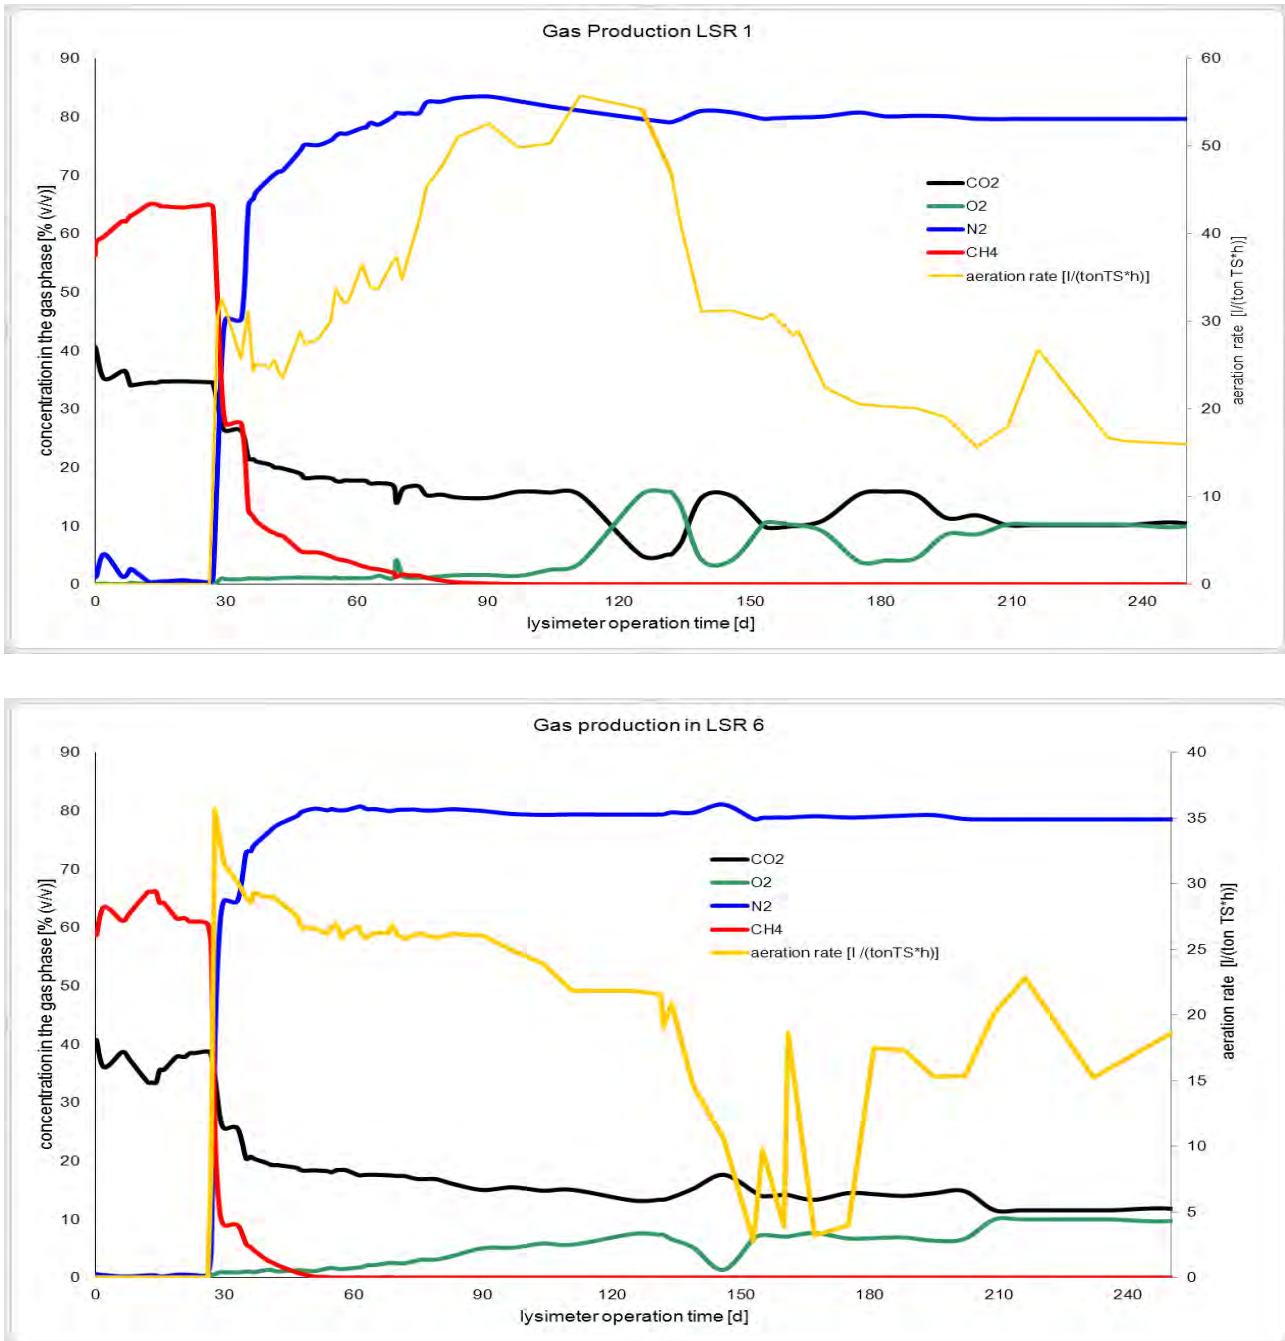 Gas Production LSR 1
90
80
70
60
50
40
30
20
10
0
concentration in the gas phase [% (v/v)]
60
50
40
30
20
10
0
aeration rate [l/(ton TS*h)]
CO2
O2
N2
CH4
aeration rate [l/(tonTS*h)]
0 30 60 90 120 150 180 210 240
lysimeter operation time [d]
Gas production in LSR 6
90
80
70
60
50
40
30
20
10
0
concentration in the gas phase [% (v/v)]
40
35
30
25
20
15
10
5
0
aeration rate [l/(ton TS*h)]
CO2
O2
N2
CH4
aeration rate [l /(tonTS*h)]
0 30 60 90 120 150 180 210 240
lysimeter operation time [d]